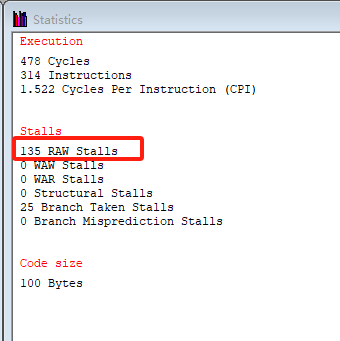 Statistics
Execution
478 Cycles
314 Instructions
1.522 Cycles Per Instruction (CPI)
Stalls
135 RAW Stalls
0 WAW Stalls
0 WAR Stalls
0 Structural Stalls
25 Branch Taken Stalls
0 Branch Misprediction Stalls
Code size
100 Bytes